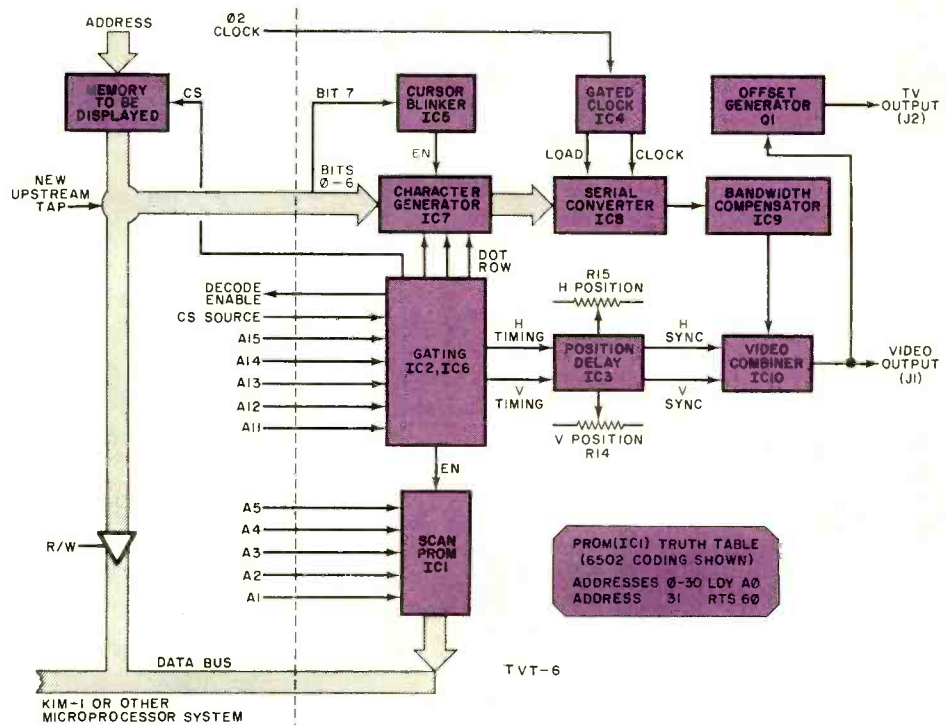 ADDRESS
Ø2
CLOCK
MEMORY
TO BE
DISPLAYED
CS
BIT 7
CURSOR
BLINKER
IC5
GATED
CLOCK
IC4
OFFSET
GENERATOR
Q1
TV
OUTPUT
(J2)
EN
LOAD
CLOCK
NEW
UPSTREAM
TAP
BITS
Ø-6
CHARACTER
GENERATOR
IC7
SERIAL
CONVERTER
IC8
BANDWIDTH
COMPENSATOR
IC9
DOT
ROW
DECODE
ENABLE
CS SOURCE
A15
A14
A13
A12
A11
GATING
IC2, IC6
R15
H POSITION
H
TIMING
V
TIMING
POSITION
DELAY
IC3
H
SYNC
V
SYNC
VIDEO
COMBINER
IC10
VIDEO
OUTPUT
(J1)
V POSITION
R14
EN
A5
A4
A3
A2
A1
SCAN
PROM
IC1
R/W
PROM(IC1) TRUTH TABLE
(6502 CODING SHOWN)
ADDRESSES Ø-30 LDY AØ
ADDRESS 31 RTS 60
DATA BUS
TVT-6
KIM-1 OR OTHER
MICROPROCESSOR SYSTEM